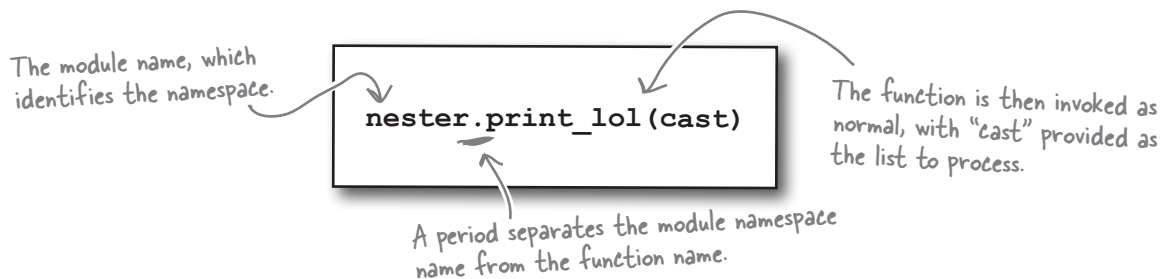 The module name, which
identifies the namespace.
nester.print_lol(cast)
The function is then invoked as
normal, with “cast” provided as
the list to process.
A period separates the module namespace
name from the function name.